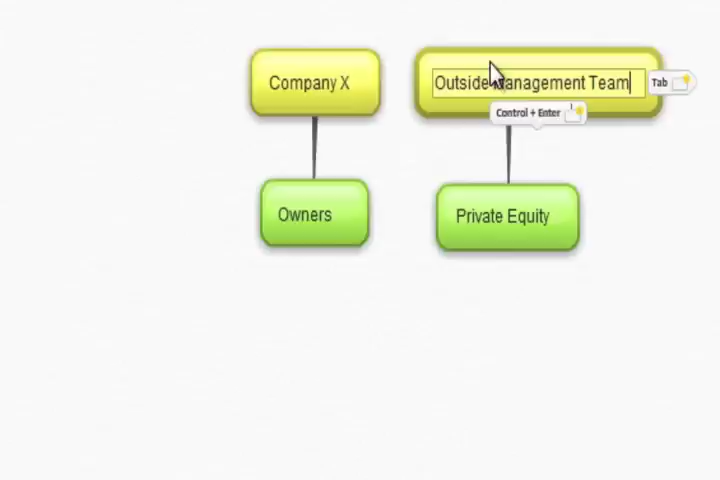 Company X
Outside Management Team
Tab
Control + Enter
Owners
Private Equity